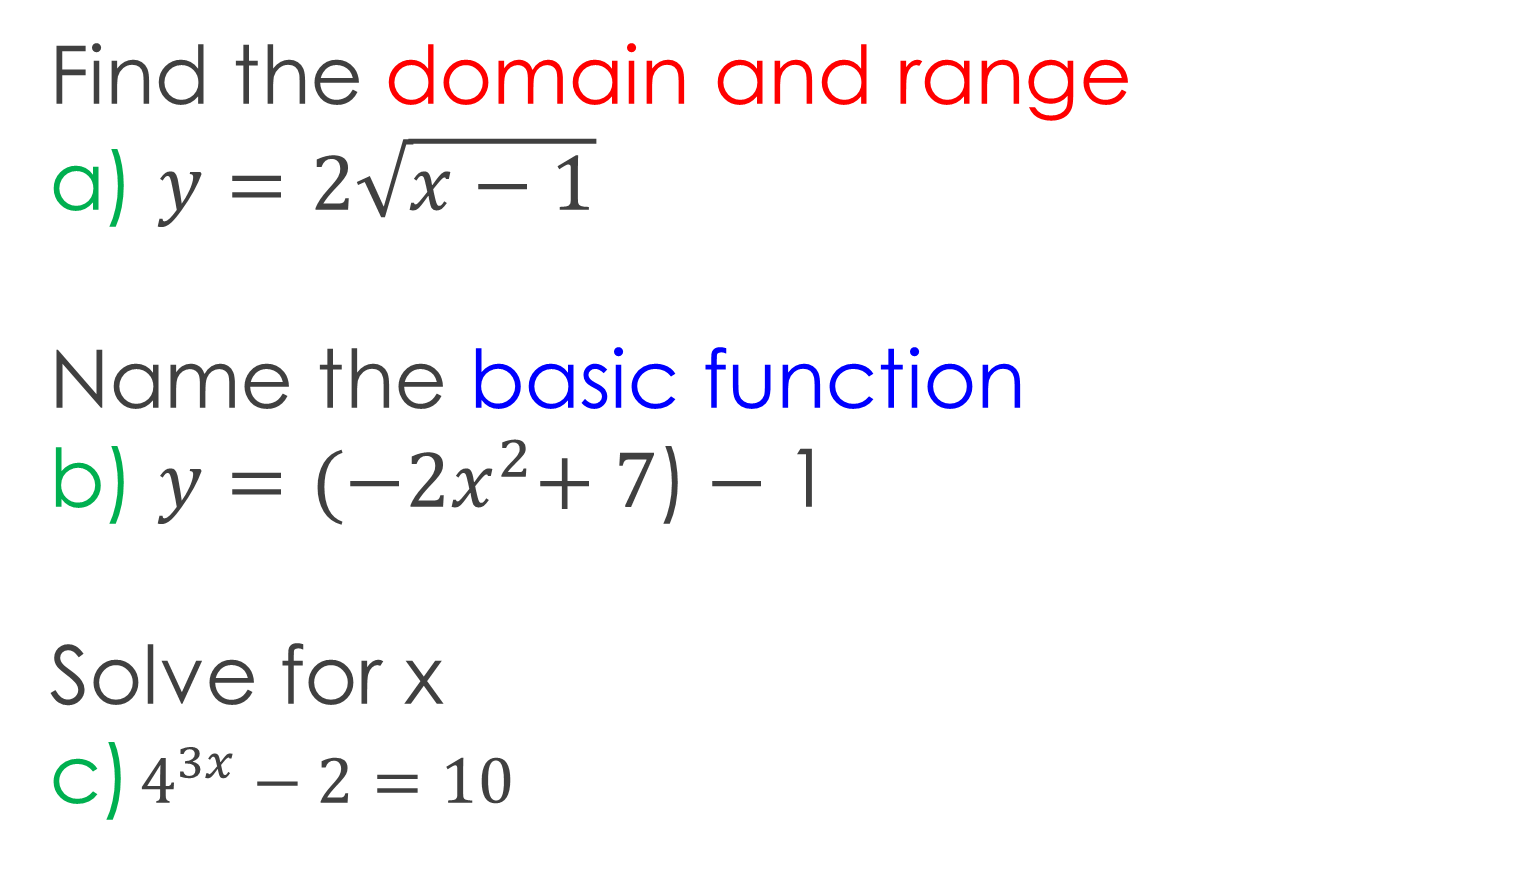 Find the domain and range
a) y = 2√(x − 1)
Name the basic function
b) y = (−2x² + 7) − 1
Solve for x
c) 4³ˣ − 2 = 10